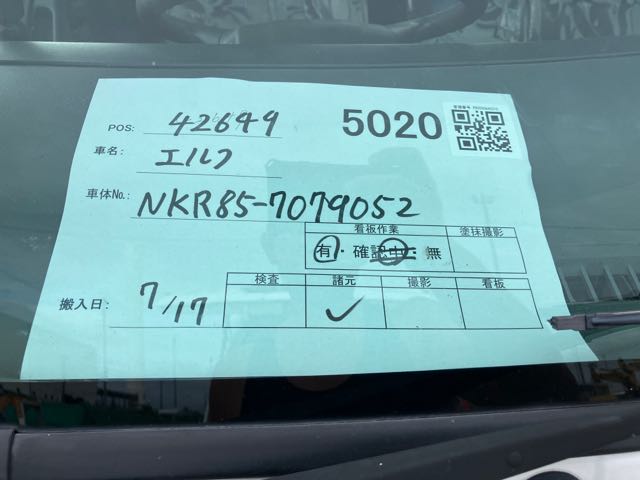 POS: 42649
5020
車名: エルフ
車体No.: NKR85-7079052
看板作業 塗抹撮影
有・確認中・無
検査 諸元 撮影 看板
搬入日: 7/17 ✓